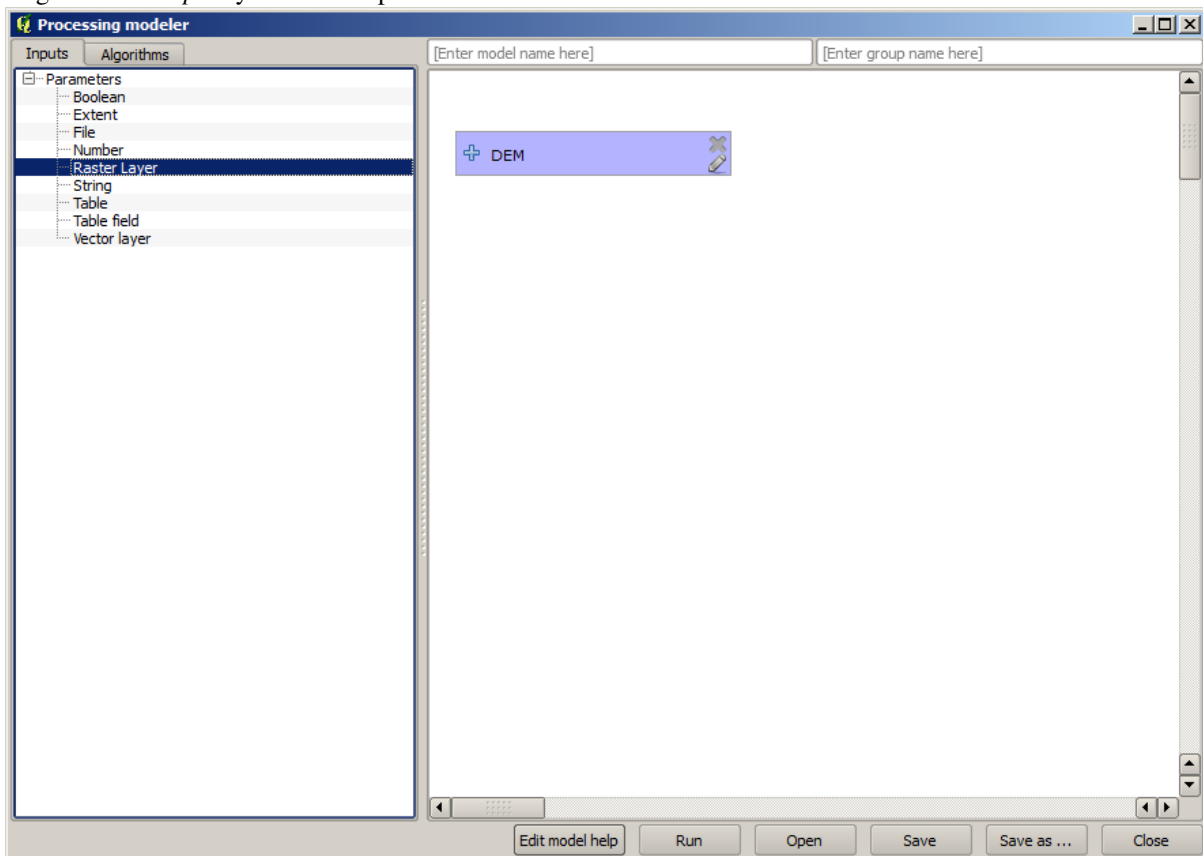 Processing modeler
Inputs Algorithms
[Enter model name here] [Enter group name here]
Parameters
Boolean
Extent
File
Number
Raster Layer
String
Table
Table field
Vector layer
DEM
Edit model help Run Open Save Save as ... Close